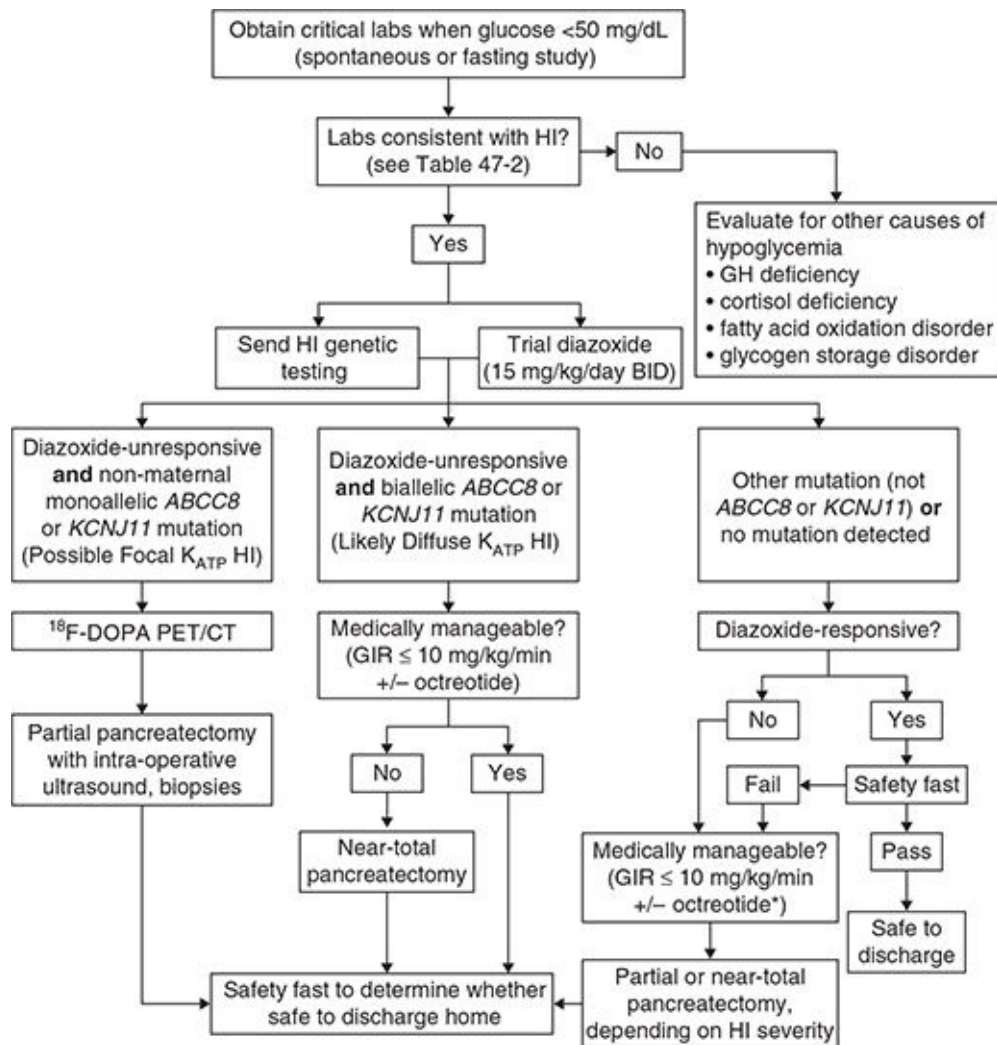 Obtain critical labs when glucose <50 mg/dL
(spontaneous or fasting study)
Labs consistent with HI?
(see Table 47-2)
No
Yes
Evaluate for other causes of
hypoglycemia
• GH deficiency
• cortisol deficiency
• fatty acid oxidation disorder
• glycogen storage disorder
Send HI genetic
testing
Trial diazoxide
(15 mg/kg/day BID)
Diazoxide-unresponsive
and non-maternal
monoallelic ABCC8
or KCNJ11 mutation
(Possible Focal KATP HI)
Diazoxide-unresponsive
and biallelic ABCC8 or
KCNJ11 mutation
(Likely Diffuse KATP HI)
Other mutation (not
ABCC8 or KCNJ11) or
no mutation detected
18F-DOPA PET/CT
Medically manageable?
(GIR ≤ 10 mg/kg/min
+/– octreotide)
Diazoxide-responsive?
Partial pancreatectomy
with intra-operative
ultrasound, biopsies
No
Yes
No
Yes
Fail
Safety fast
Near-total
pancreatectomy
Medically manageable?
(GIR ≤ 10 mg/kg/min
+/– octreotide*)
Pass
Safe to
discharge
Safety fast to determine whether
safe to discharge home
Partial or near-total
pancreatectomy,
depending on HI severity